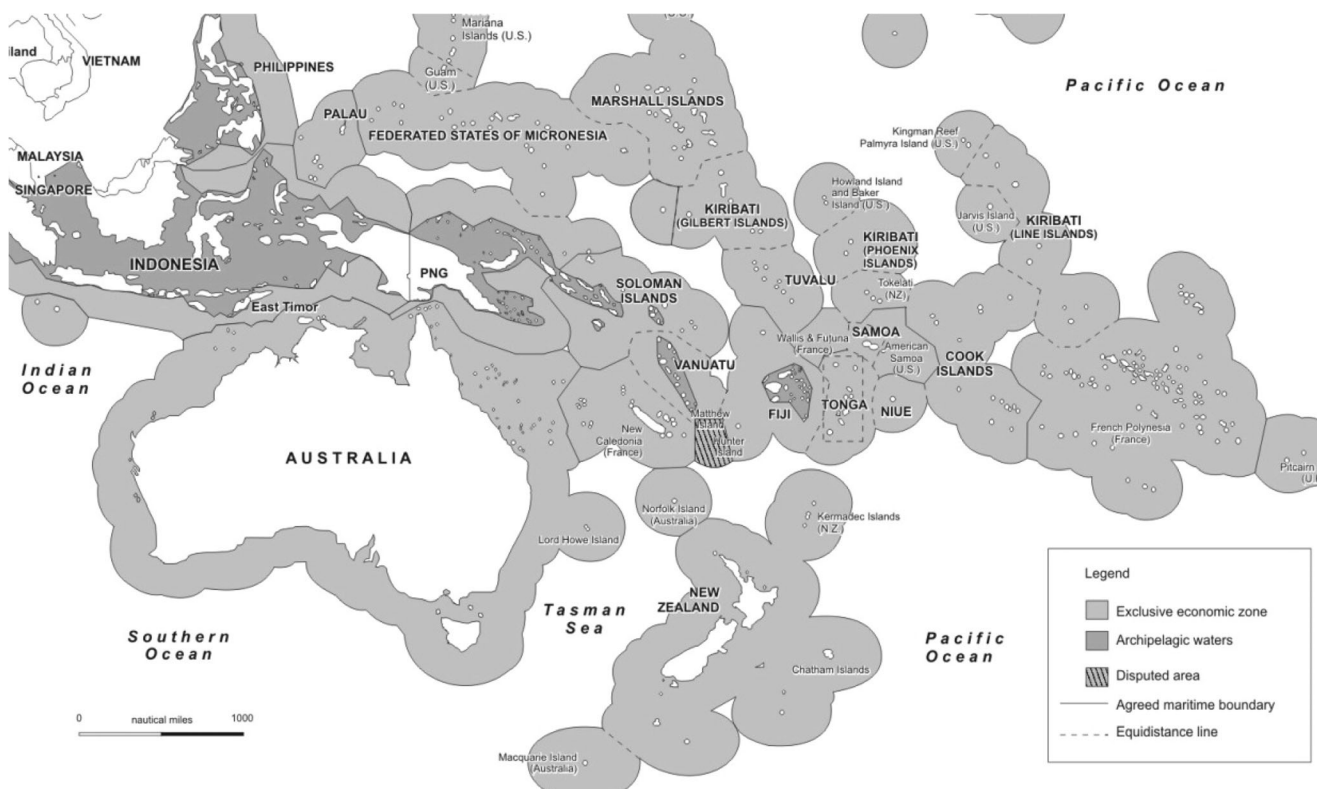 Mariana
Islands (U.S.)
(U.S.)
Pacific Ocean
iland
VIETNAM
PHILIPPINES
Guam
(U.S.)
MARSHALL ISLANDS
PALAU
FEDERATED STATES OF MICRONESIA
Kingman Reef
Palmyra Island (U.S.)
MALAYSIA
SINGAPORE
Howland Island
and Baker
Island (U.S.)
KIRIBATI
(GILBERT ISLANDS)
Jarvis Island
(U.S.)
KIRIBATI
(LINE ISLANDS)
KIRIBATI
(PHOENIX
ISLANDS)
INDONESIA
PNG
SOLOMAN
ISLANDS
TUVALU
Tokelati
(NZ)
East Timor
Wallis & Futuna
(France)
SAMOA
American
Samoa
(U.S.)
VANUATU
COOK
ISLANDS
Indian
Ocean
FIJI
TONGA
NIUE
Matthew
Island
Hunter
Island
New
Caledonia
(France)
French Polynesia
(France)
AUSTRALIA
Pitcairn
Norfolk Island
(Australia)
Kermadec Islands
(N.Z.)
Lord Howe Island
NEW
ZEALAND
Tasman
Sea
Southern
Ocean
Pacific
Ocean
Chatham Islands
Macquarie Island
(Australia)
0 nautical miles 1000
Legend
Exclusive economic zone
Archipelagic waters
Disputed area
Agreed maritime boundary
Equidistance line